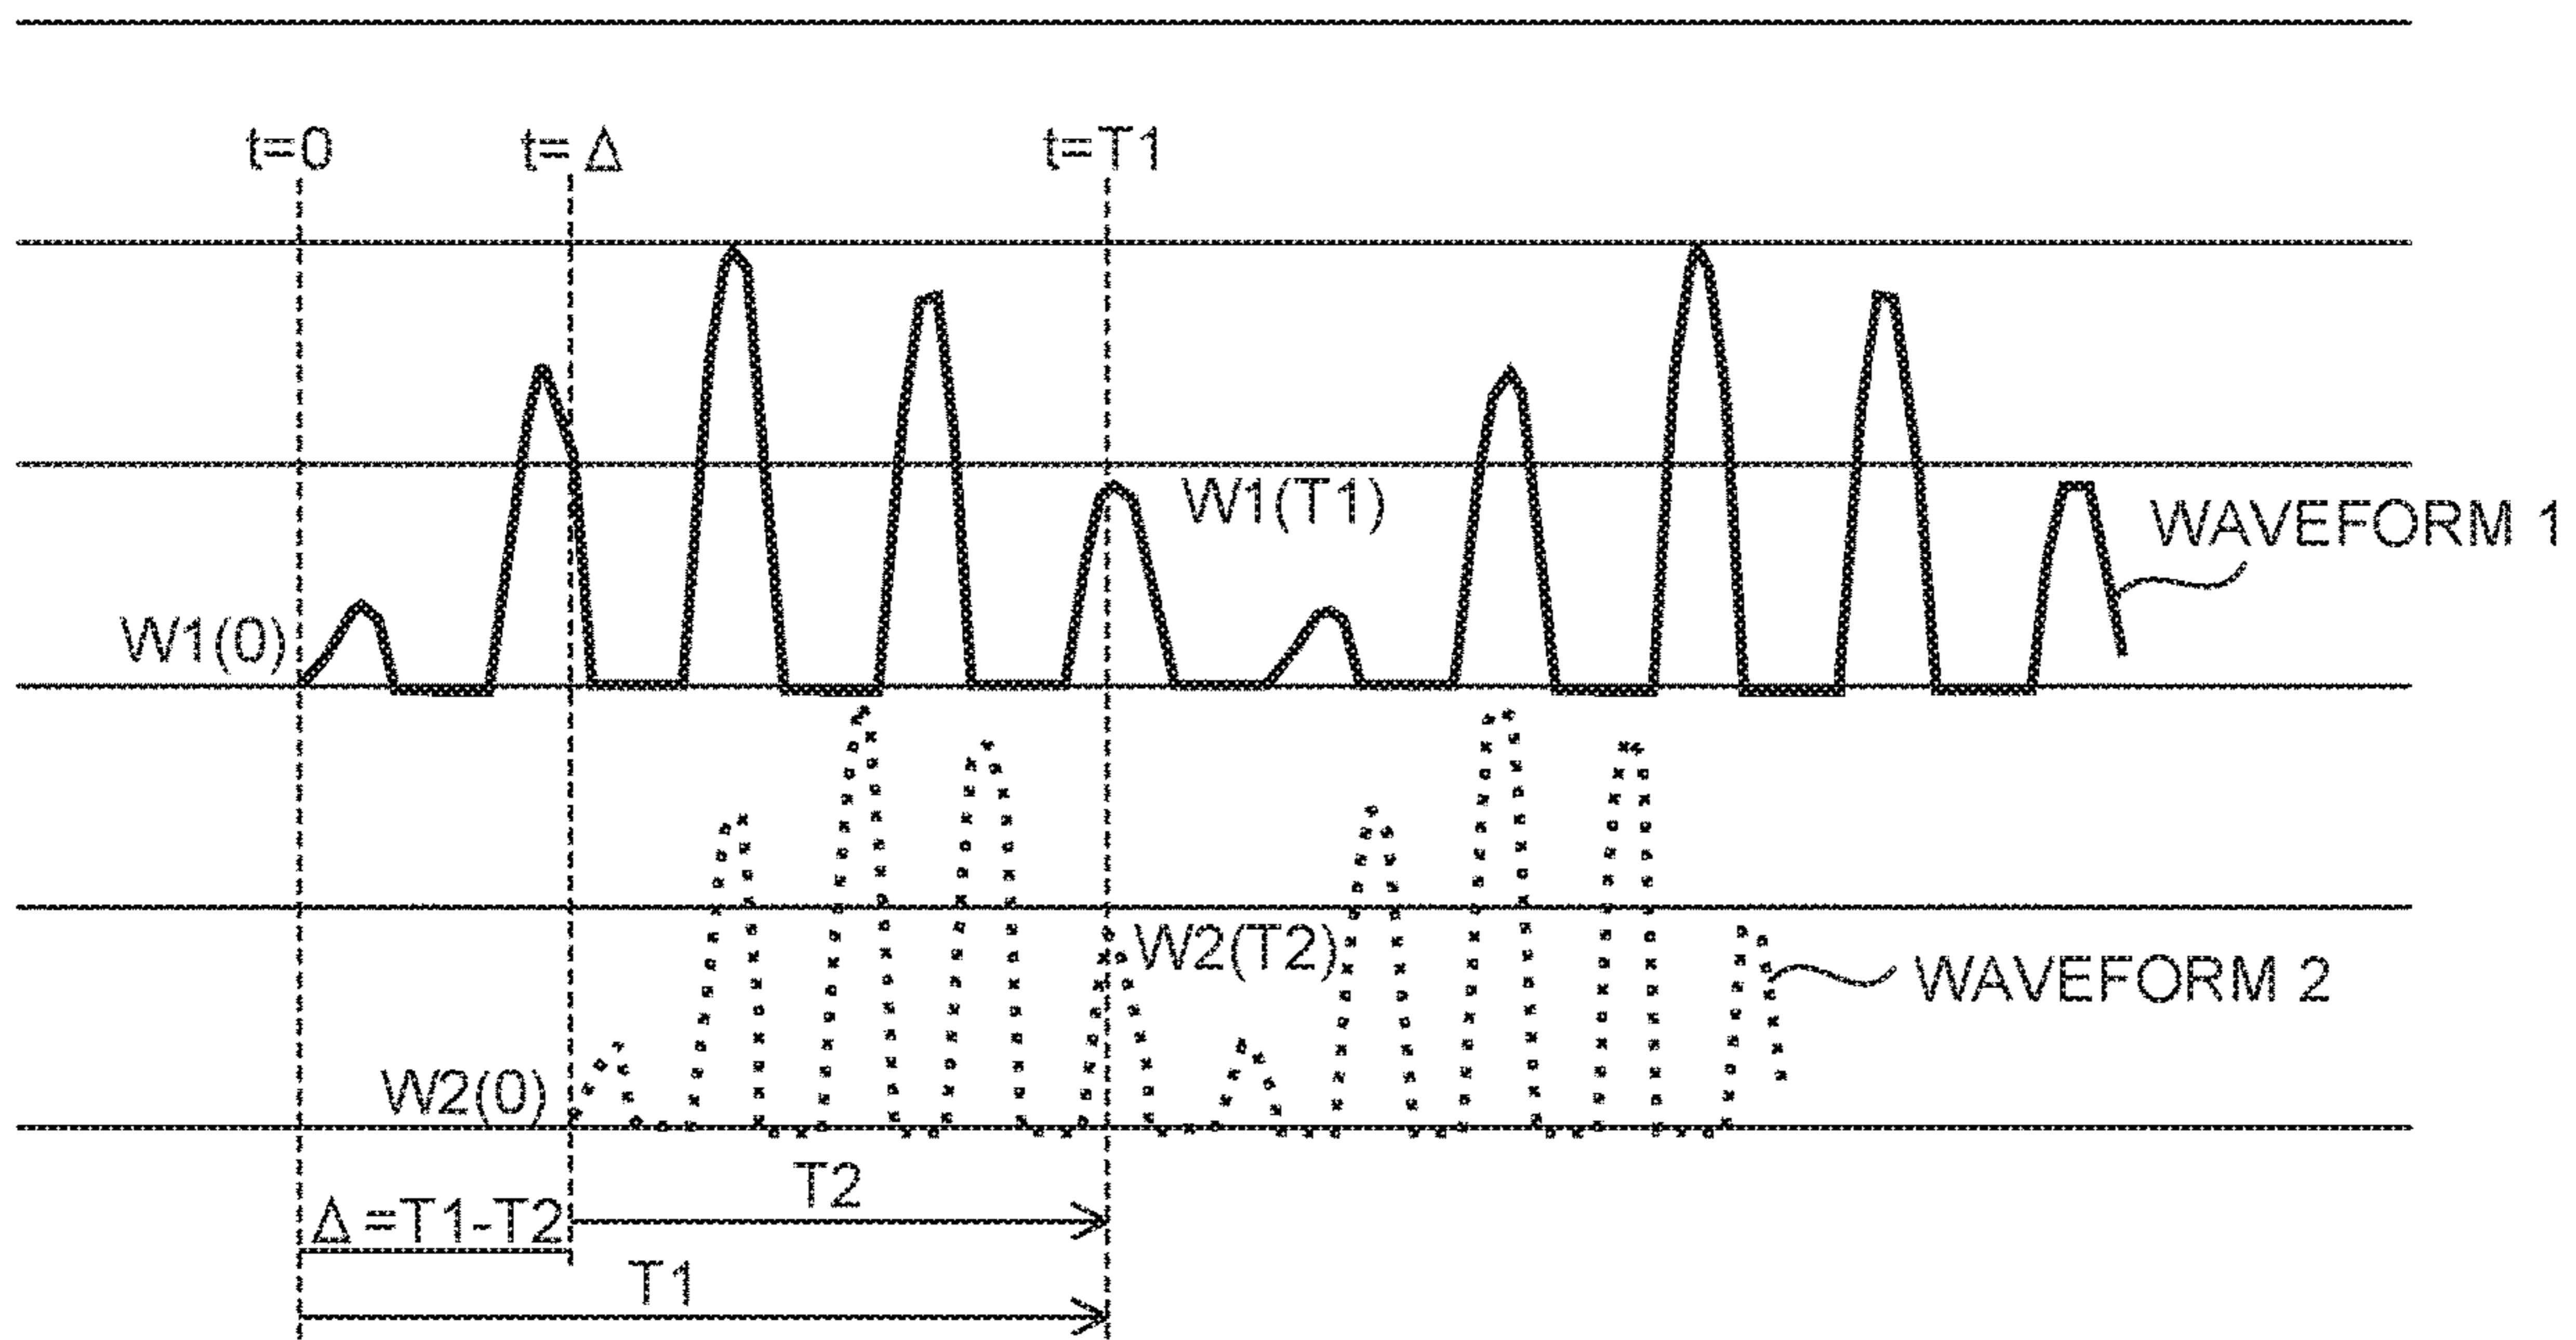 t=0
t= Δ
t=T1
W1(T1)
WAVEFORM 1
W1(0)
W2(T2)
WAVEFORM 2
W2(0)
T2
Δ =T1-T2
T1